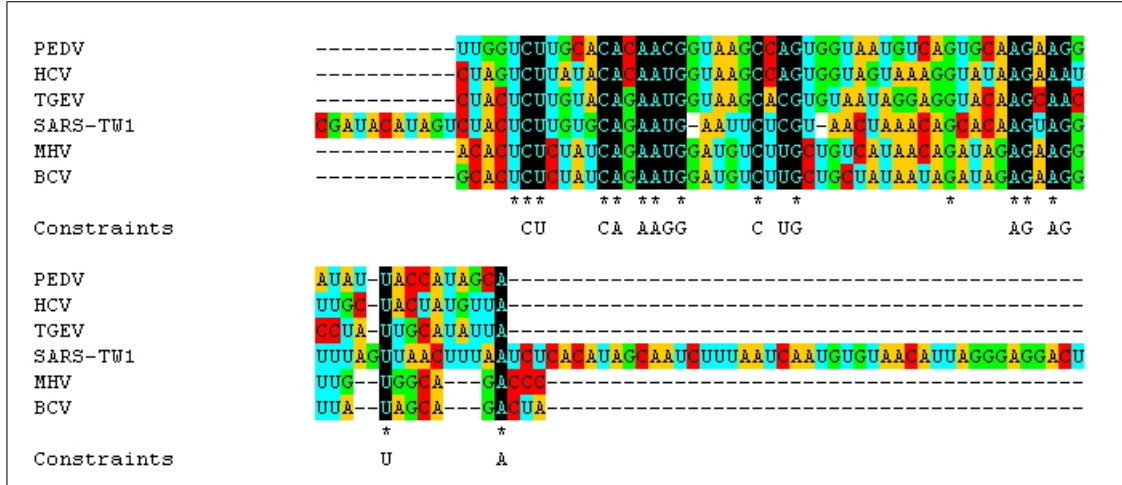 PEDV -----------UUGGUCUUGCACACAACGGUAAGCCAGUGGUAAUGUCAGUGCAAGAAGG
HCV -----------CUAGUCUUAUACACAAUGGUAAGCCAGUGGUAGUAAAGGUAUAAGAAAU
TGEV -----------CUACUCUUGUACAGAAUGGUAAGCACGUGUAAUAGGAGGUACAAGCAAC
SARS-TW1 CGAUACAUAGUCUACUCUUGUGCAGAAUG-AAUUCUCGU-AACUAAACAGCACAAGUAGG
MHV -----------ACACUCUCUAUCAGAAUGGAUGUCUUGCUGUCAUAACAGAUAGAGAAGG
BCV -----------GCACUCUCUAUCAGAAUGGAUGUCUUGCUGCUAUAAUAGAUAGAGAAGG
*** ** ** * * * * ** *
Constraints CU CA AAGG C UG AG AG
PEDV AUAU-UACCAUAGCA---------------------------------------------
HCV UUGC-UACUAUGUUA---------------------------------------------
TGEV CCUA-UUGCAUAUUA---------------------------------------------
SARS-TW1 UUUAGUUAACUUUAAUCUCACAUAGCAAUCUUUAAUCAAUGUGUAACAUUAGGGAGGACU
MHV UUG--UGGCA---GACCC------------------------------------------
BCV UUA--UAGCA---GACUA------------------------------------------
* *
Constraints U A